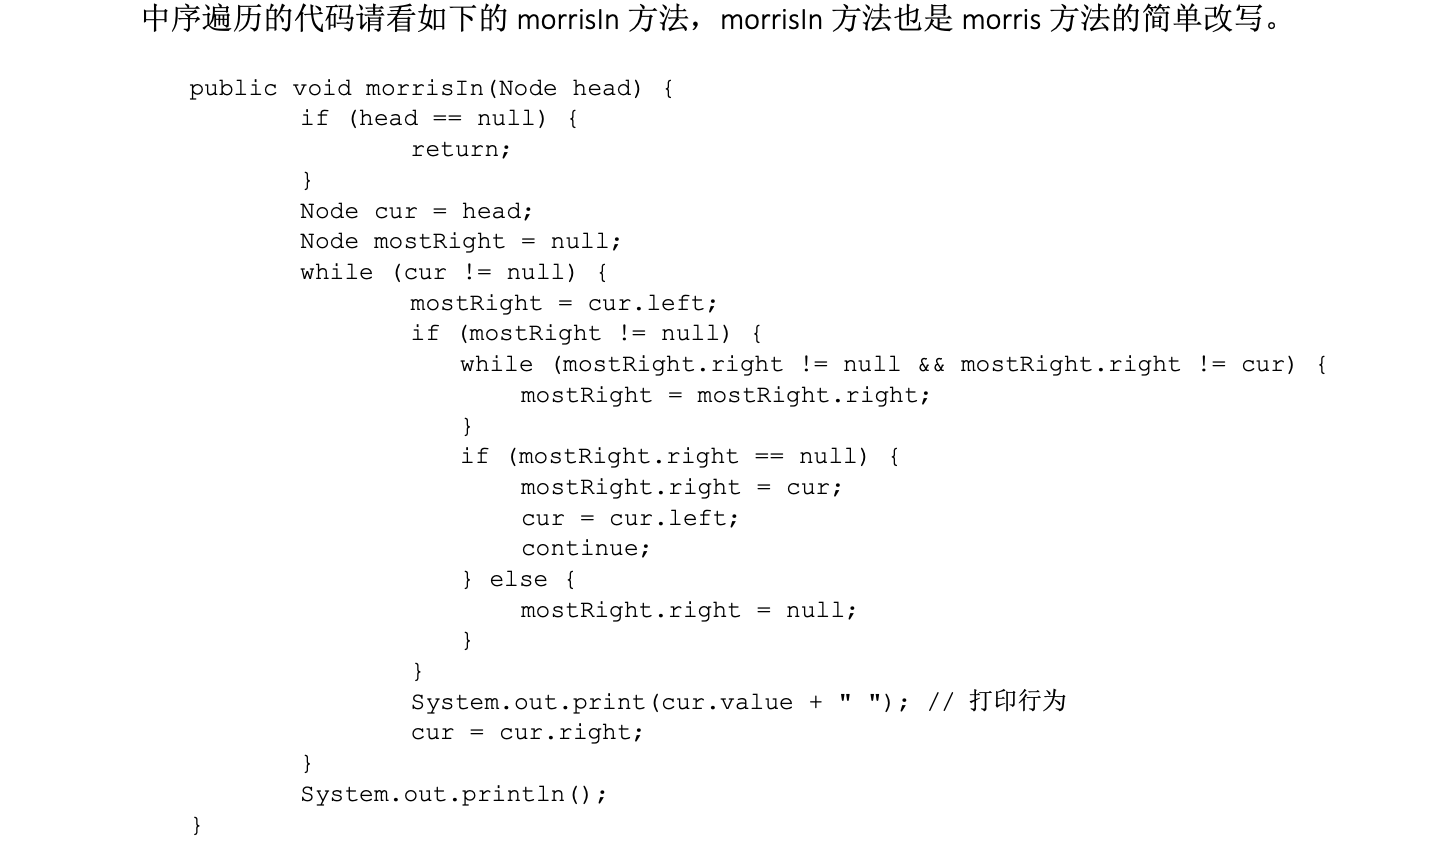 中序遍历的代码请看如下的 morrisIn 方法，morrisIn 方法也是 morris 方法的简单改写。
public void morrisIn(Node head) {
if (head == null) {
return;
}
Node cur = head;
Node mostRight = null;
while (cur != null) {
mostRight = cur.left;
if (mostRight != null) {
while (mostRight.right != null && mostRight.right != cur) {
mostRight = mostRight.right;
}
if (mostRight.right == null) {
mostRight.right = cur;
cur = cur.left;
continue;
} else {
mostRight.right = null;
}
}
System.out.print(cur.value + " "); // 打印行为
cur = cur.right;
}
System.out.println();
}